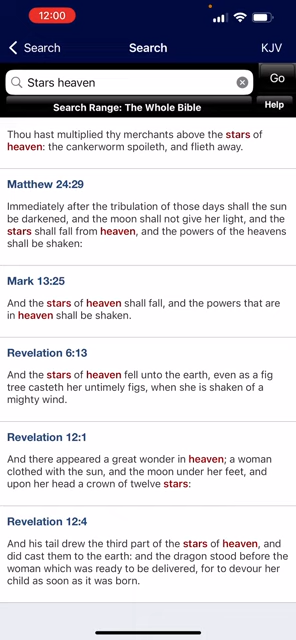 12:00
Search
Search
KJV
Stars heaven
Go
Search Range: The Whole Bible
Help
Thou hast multiplied thy merchants above the stars of
heaven: the cankerworm spoileth, and flieth away.
Matthew 24:29
Immediately after the tribulation of those days shall the sun
be darkened, and the moon shall not give her light, and the
stars shall fall from heaven, and the powers of the heavens
shall be shaken:
Mark 13:25
And the stars of heaven shall fall, and the powers that are
in heaven shall be shaken.
Revelation 6:13
And the stars of heaven fell unto the earth, even as a fig
tree casteth her untimely figs, when she is shaken of a
mighty wind.
Revelation 12:1
And there appeared a great wonder in heaven; a woman
clothed with the sun, and the moon under her feet, and
upon her head a crown of twelve stars:
Revelation 12:4
And his tail drew the third part of the stars of heaven, and
did cast them to the earth: and the dragon stood before the
woman which was ready to be delivered, for to devour her
child as soon as it was born.